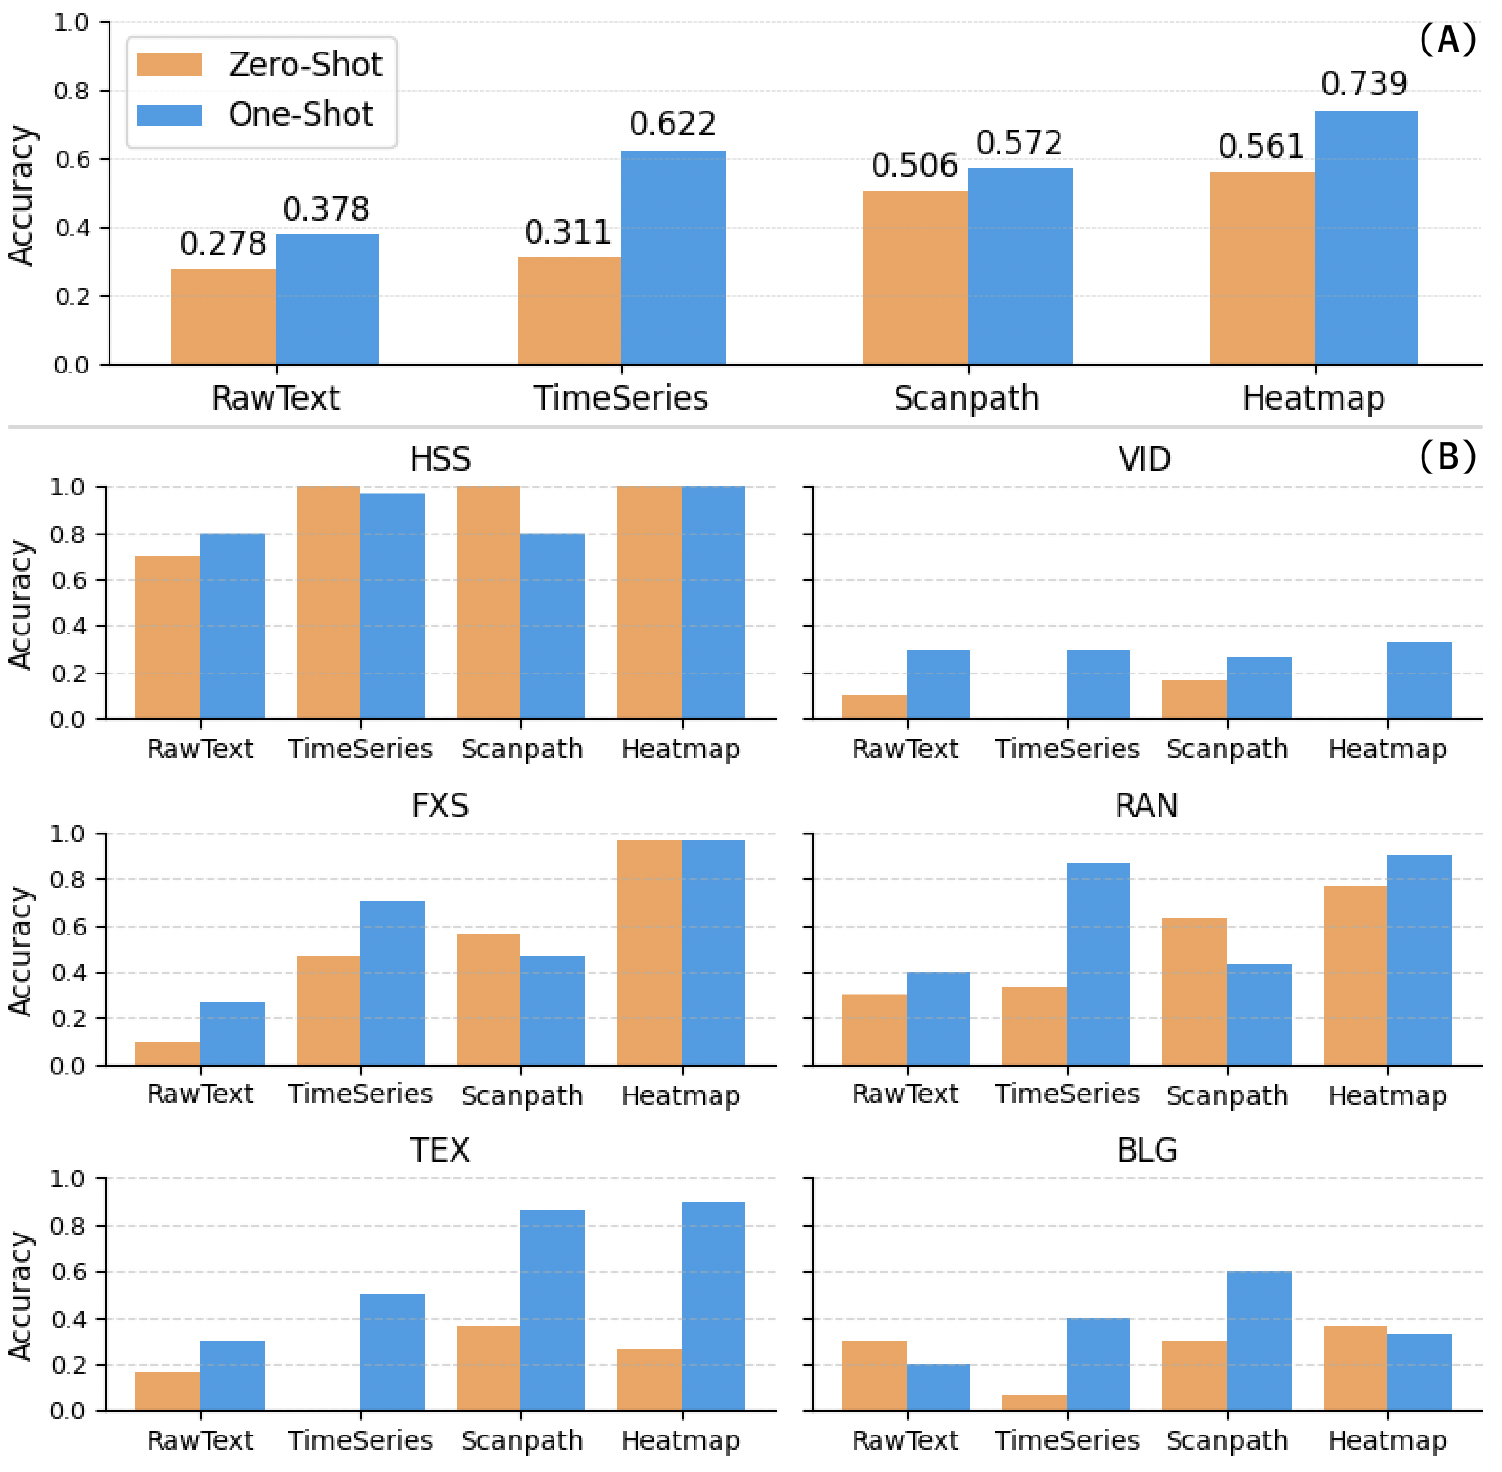 (A)
1.0
0.8
0.6
0.4
0.2
0.0
Accuracy
Zero-Shot
One-Shot
0.278 0.378 0.311 0.622 0.506 0.572 0.561 0.739
RawText TimeSeries Scanpath Heatmap
(B)
HSS
1.0
0.8
0.6
0.4
0.2
0.0
Accuracy
RawText TimeSeries Scanpath Heatmap
VID
RawText TimeSeries Scanpath Heatmap
FXS
1.0
0.8
0.6
0.4
0.2
0.0
Accuracy
RawText TimeSeries Scanpath Heatmap
RAN
RawText TimeSeries Scanpath Heatmap
TEX
1.0
0.8
0.6
0.4
0.2
0.0
Accuracy
RawText TimeSeries Scanpath Heatmap
BLG
RawText TimeSeries Scanpath Heatmap